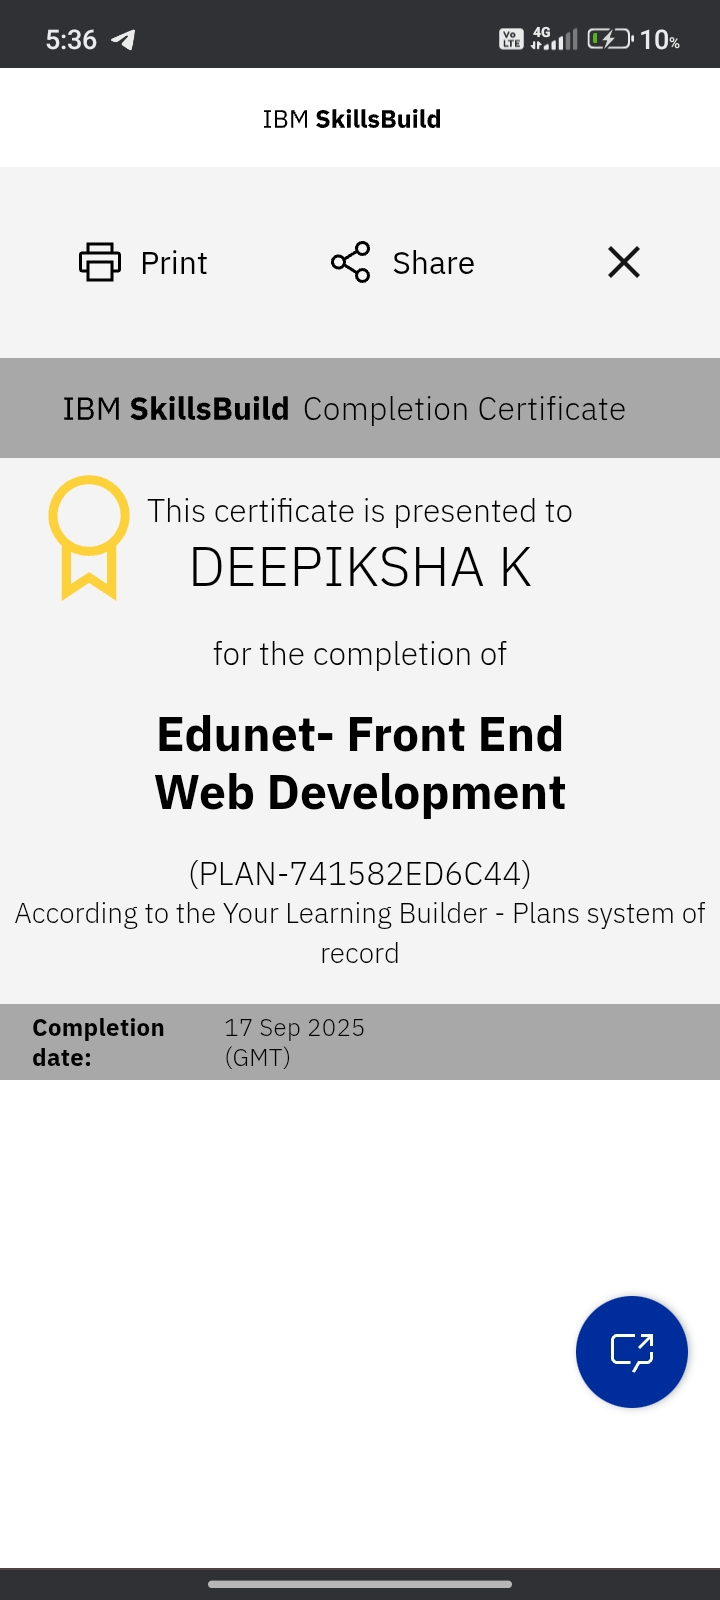 5:36 Vo LTE 4G 10%
IBM SkillsBuild
Print Share
IBM SkillsBuild Completion Certificate
This certificate is presented to
DEEPIKSHA K
for the completion of
Edunet- Front End
Web Development
(PLAN-741582ED6C44)
According to the Your Learning Builder - Plans system of
record
Completion date: 17 Sep 2025 (GMT)